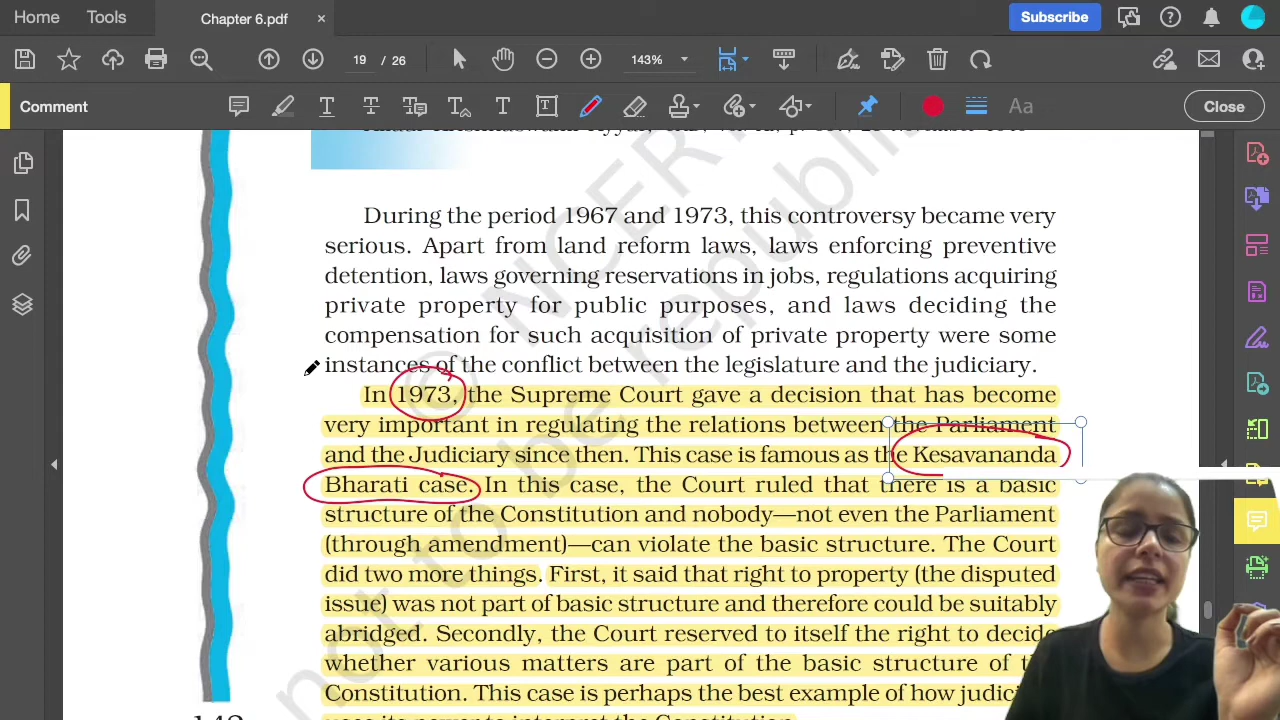 Home Tools Chapter 6.pdf × Subscribe
19 / 26 143%
Comment Close
During the period 1967 and 1973, this controversy became very
serious. Apart from land reform laws, laws enforcing preventive
detention, laws governing reservations in jobs, regulations acquiring
private property for public purposes, and laws deciding the
compensation for such acquisition of private property were some
instances of the conflict between the legislature and the judiciary.
In 1973, the Supreme Court gave a decision that has become
very important in regulating the relations between the Parliament
and the Judiciary since then. This case is famous as the Kesavananda
Bharati case. In this case, the Court ruled that there is a basic
structure of the Constitution and nobody—not even the Parliament
(through amendment)—can violate the basic structure. The Court
did two more things. First, it said that right to property (the disputed
issue) was not part of basic structure and therefore could be suitably
abridged. Secondly, the Court reserved to itself the right to decide
whether various matters are part of the basic structure of
Constitution. This case is perhaps the best example of how
© NCERT
not to be republi